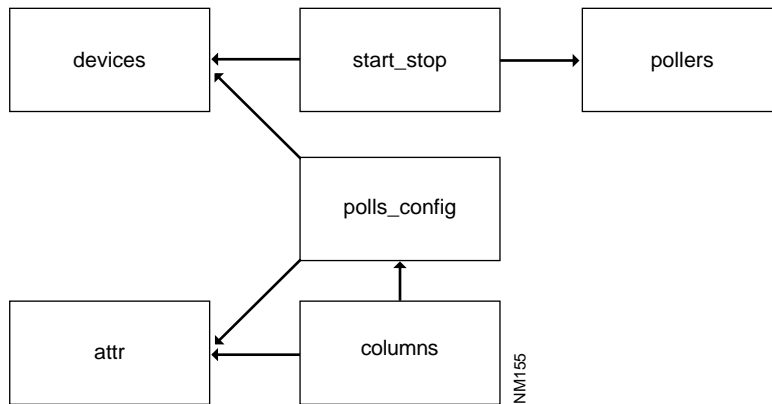 devices
start_stop
pollers
polls_config
attr
columns
NM155